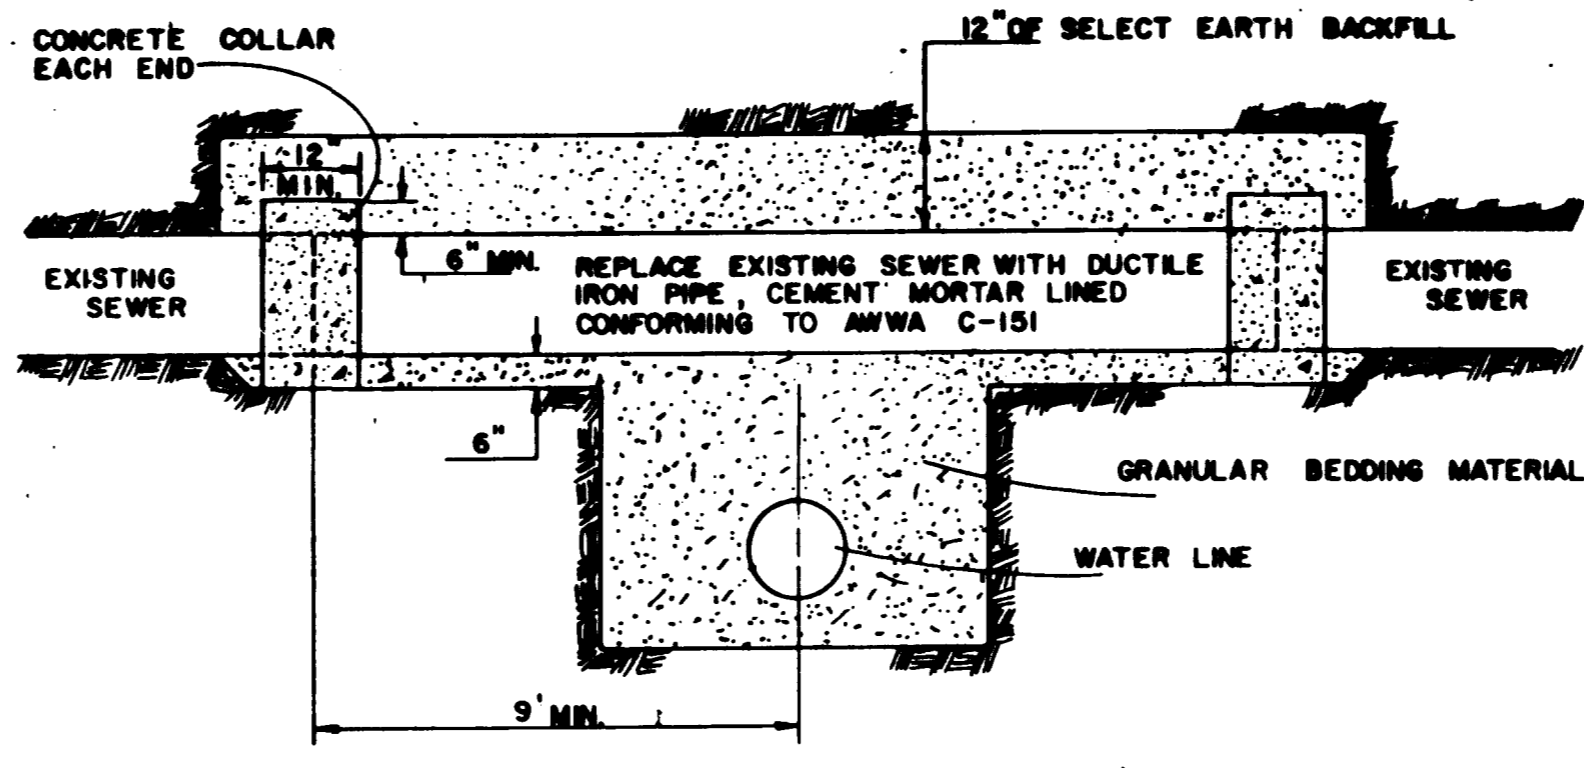 CONCRETE COLLAR
EACH END
12" OF SELECT EARTH BACKFILL
12"
MIN.
6" MIN.
EXISTING
SEWER
REPLACE EXISTING SEWER WITH DUCTILE
IRON PIPE, CEMENT MORTAR LINED
CONFORMING TO AWWA C-151
EXISTING
SEWER
6"
GRANULAR BEDDING MATERIAL
WATER LINE
9' MIN.